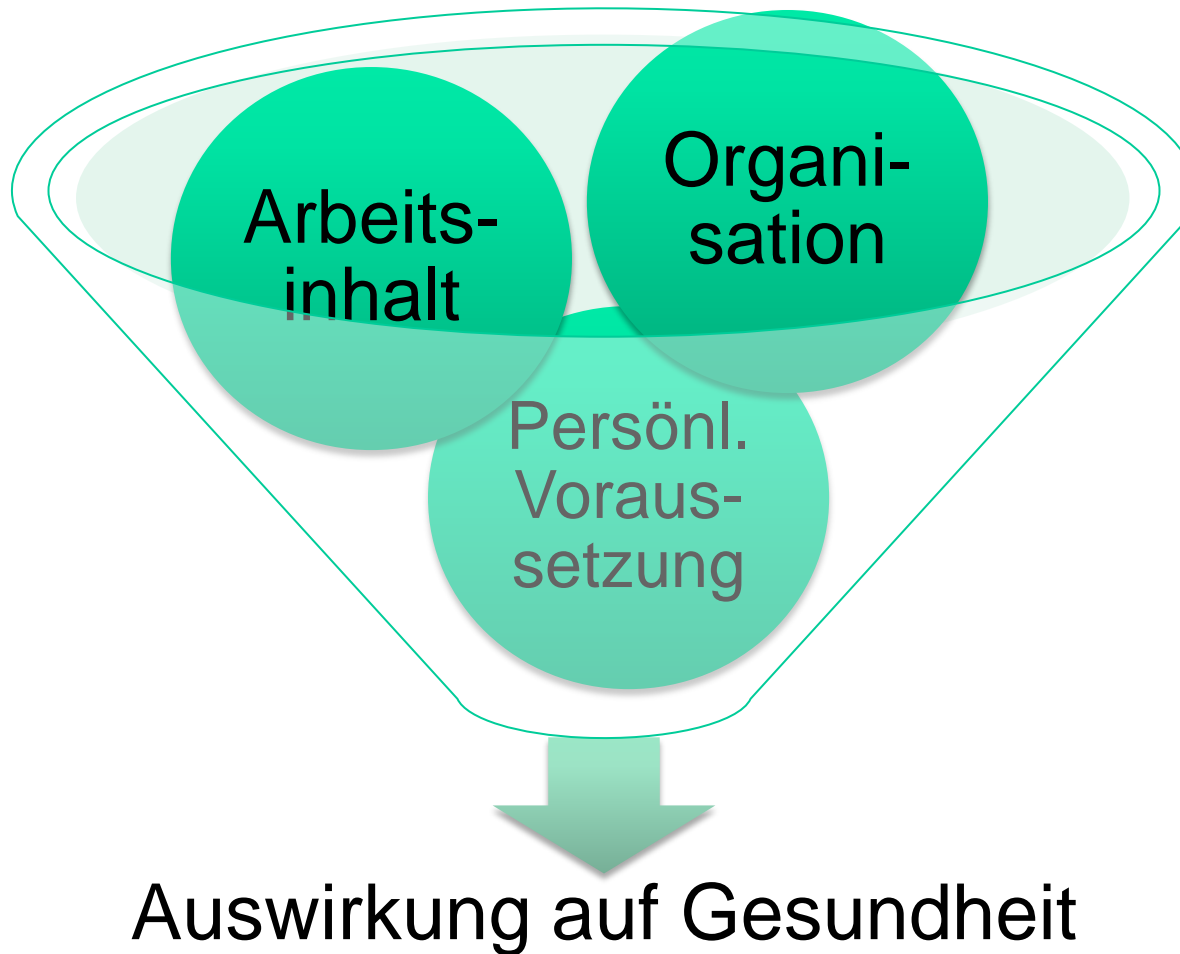 Arbeits-
inhalt
Organi-
sation
Persönl.
Voraus-
setzung
Auswirkung auf Gesundheit